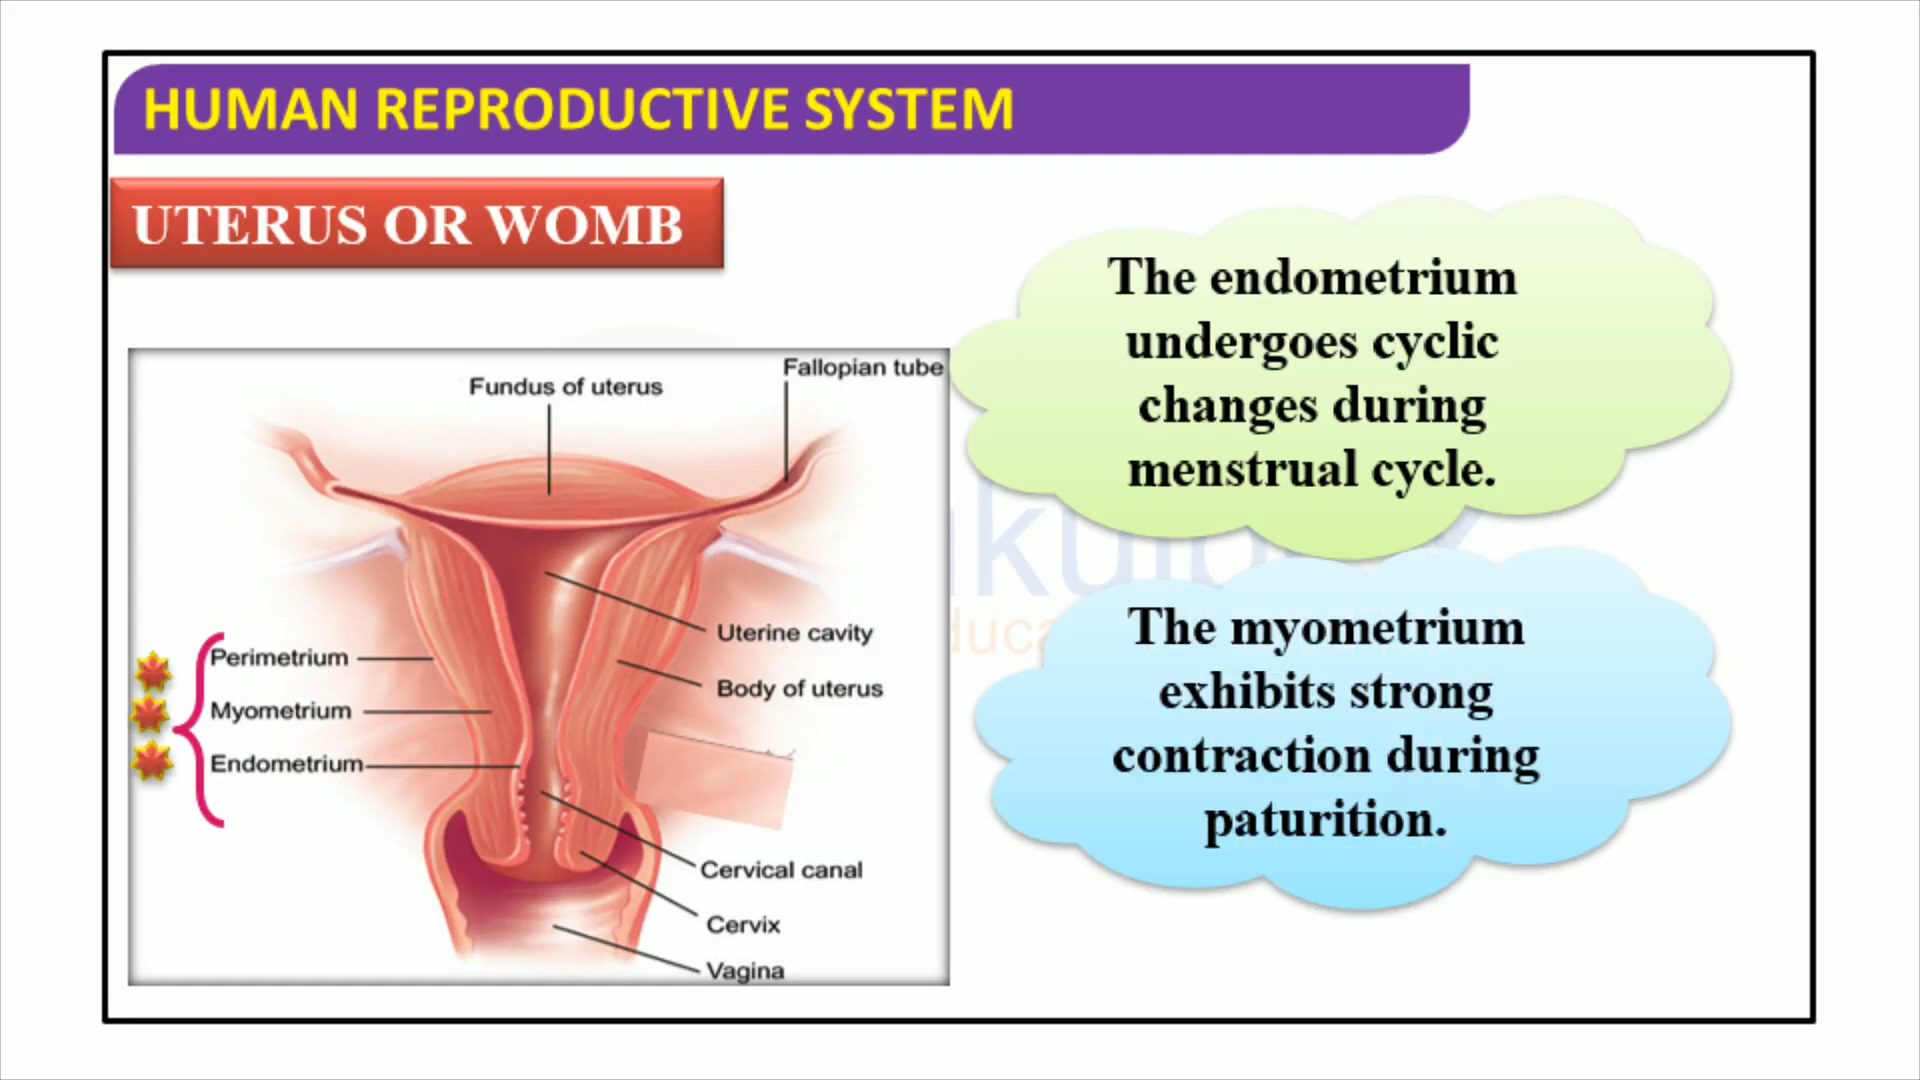 HUMAN REPRODUCTIVE SYSTEM
UTERUS OR WOMB
The endometrium
undergoes cyclic
changes during
menstrual cycle.
The myometrium
exhibits strong
contraction during
paturition.
Fundus of uterus
Fallopian tube
Uterine cavity
Body of uterus
Perimetrium
Myometrium
Endometrium
Cervical canal
Cervix
Vagina